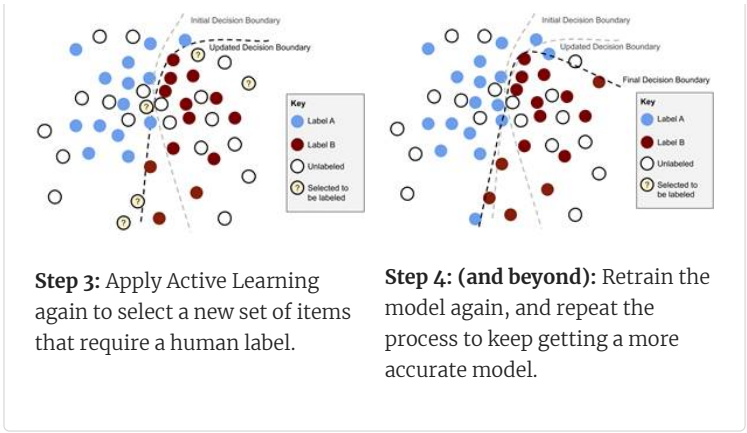 Initial Decision Boundary
Updated Decision Boundary
?
?
?
?
?
Key
Label A
Label B
Unlabeled
?
Selected to
be labeled
Step 3: Apply Active Learning
again to select a new set of items
that require a human label.
Initial Decision Boundary
Updated Decision Boundary
Final Decision Boundary
Key
Label A
Label B
Unlabeled
?
Selected to
be labeled
Step 4: (and beyond): Retrain the
model again, and repeat the
process to keep getting a more
accurate model.